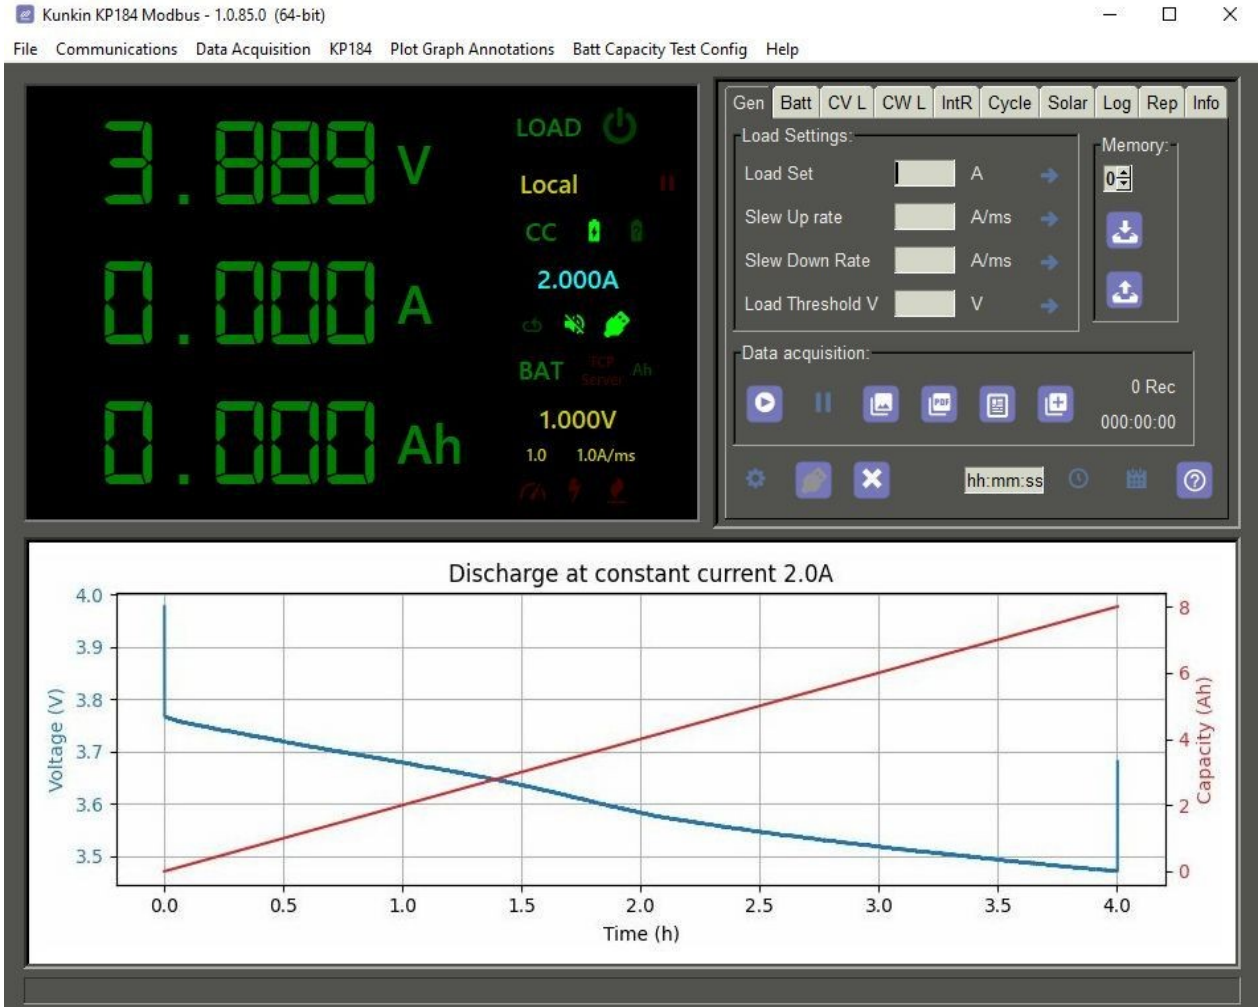 Kunkin KP184 Modbus - 1.0.85.0 (64-bit)
File Communications Data Acquisition KP184 Plot Graph Annotations Batt Capacity Test Config Help
3.889 V
0.000 A
0.000 Ah
LOAD
Local
CC
2.000A
BAT TCP Server Ah
1.000V
1.0 1.0A/ms
Gen Batt CV L CW L IntR Cycle Solar Log Rep Info
Load Settings:
Load Set A
Slew Up rate A/ms
Slew Down Rate A/ms
Load Threshold V V
Memory:
0
Data acquisition:
PDF
0 Rec
000:00:00
hh:mm:ss
Discharge at constant current 2.0A
Voltage (V)
4.0
3.9
3.8
3.7
3.6
3.5
8
6
4
2
0
Capacity (Ah)
0.0 0.5 1.0 1.5 2.0 2.5 3.0 3.5 4.0
Time (h)